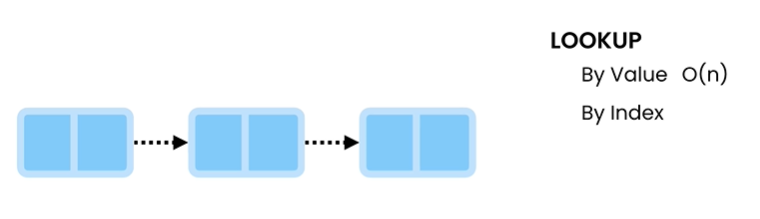 LOOKUP
By Value O(n)
By Index